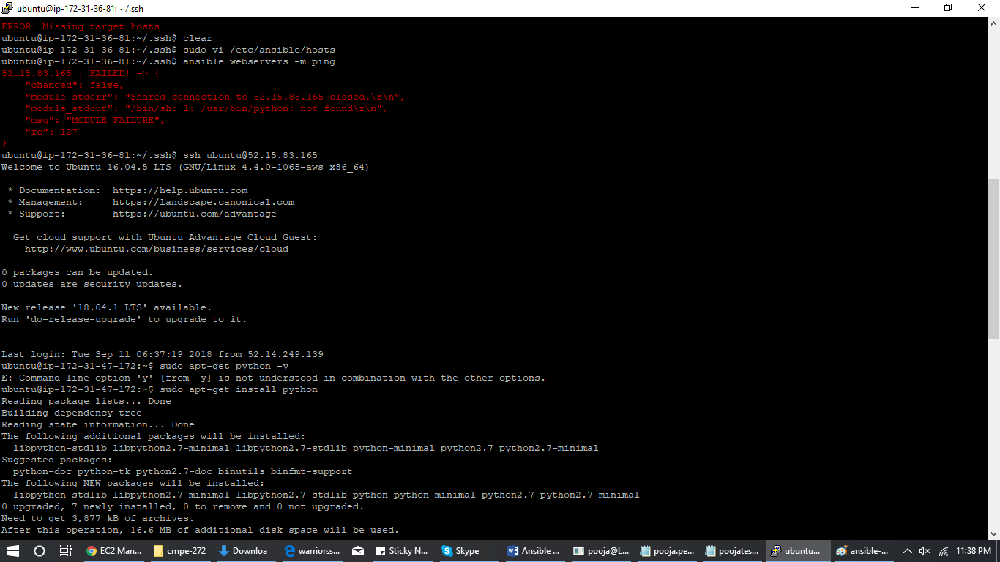 ubuntu@ip-172-31-36-81: ~/.ssh
ERROR! Missing target hosts
ubuntu@ip-172-31-36-81:~/.ssh$ clear
ubuntu@ip-172-31-36-81:~/.ssh$ sudo vi /etc/ansible/hosts
ubuntu@ip-172-31-36-81:~/.ssh$ ansible webservers -m ping
52.15.83.165 | FAILED! => {
    "changed": false,
    "module_stderr": "Shared connection to 52.15.83.165 closed.\r\n",
    "module_stdout": "/bin/sh: 1: /usr/bin/python: not found\r\n",
    "msg": "MODULE FAILURE",
    "rc": 127
}
ubuntu@ip-172-31-36-81:~/.ssh$ ssh ubuntu@52.15.83.165
Welcome to Ubuntu 16.04.5 LTS (GNU/Linux 4.4.0-1065-aws x86_64)
 * Documentation:  https://help.ubuntu.com
 * Management:     https://landscape.canonical.com
 * Support:        https://ubuntu.com/advantage
  Get cloud support with Ubuntu Advantage Cloud Guest:
    http://www.ubuntu.com/business/services/cloud
0 packages can be updated.
0 updates are security updates.
New release '18.04.1 LTS' available.
Run 'do-release-upgrade' to upgrade to it.
Last login: Tue Sep 11 06:37:19 2018 from 52.14.249.139
ubuntu@ip-172-31-47-172:~$ sudo apt-get python -y
E: Command line option 'y' [from -y] is not understood in combination with the other options.
ubuntu@ip-172-31-47-172:~$ sudo apt-get install python
Reading package lists... Done
Building dependency tree
Reading state information... Done
The following additional packages will be installed:
  libpython-stdlib libpython2.7-minimal libpython2.7-stdlib python-minimal python2.7 python2.7-minimal
Suggested packages:
  python-doc python-tk python2.7-doc binutils binfmt-support
The following NEW packages will be installed:
  libpython-stdlib libpython2.7-minimal libpython2.7-stdlib python python-minimal python2.7 python2.7-minimal
0 upgraded, 7 newly installed, 0 to remove and 0 not upgraded.
Need to get 3,877 kB of archives.
After this operation, 16.6 MB of additional disk space will be used.
EC2 Man... cmpe-272 Downloa warriorss... Sticky N... Skype Ansible ... pooja@L... pooja.pe... poojates... ubuntu... ansible-... 11:38 PM